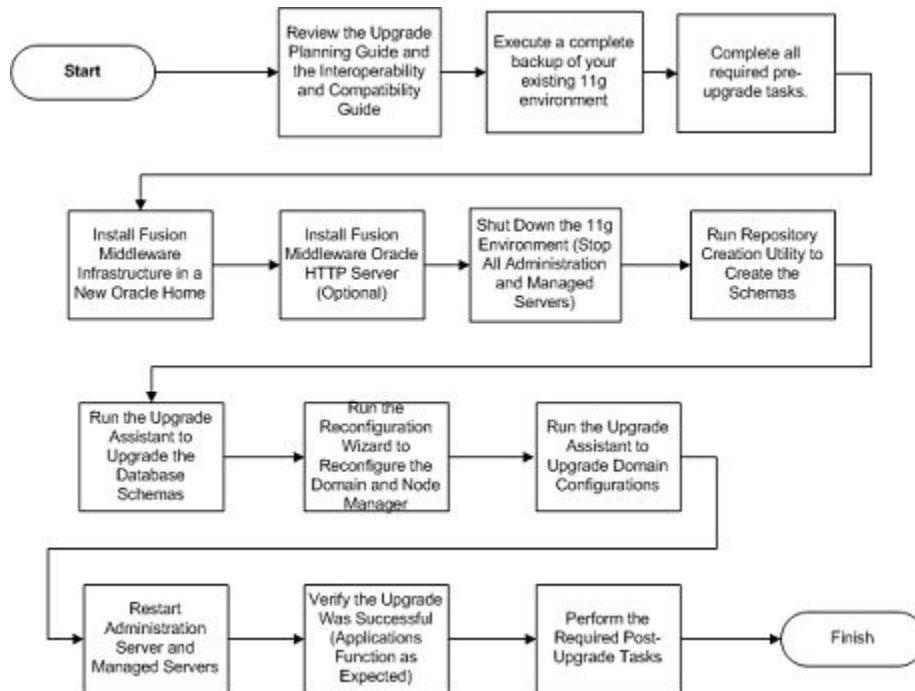 Start
Review the Upgrade
Planning Guide and
the Interoperability
and Compatibility
Guide
Execute a complete
backup of your
existing 11g
environment
Complete all
required pre-
upgrade tasks.
Install Fusion
Middleware
Infrastructure in a
New Oracle Home
Install Fusion
Middleware Oracle
HTTP Server
(Optional)
Shut Down the 11g
Environment (Stop
All Administration
and Managed
Servers)
Run Repository
Creation Utility to
Create the
Schemas
Run the Upgrade
Assistant to
Upgrade the
Database
Schemas
Run the
Reconfiguration
Wizard to
Reconfigure the
Domain and Node
Manager
Run the Upgrade
Assistant to
Upgrade Domain
Configurations
Restart
Administration
Server and
Managed Servers
Verify the Upgrade
Was Successful
(Applications
Function as
Expected)
Perform the
Required Post-
Upgrade Tasks
Finish